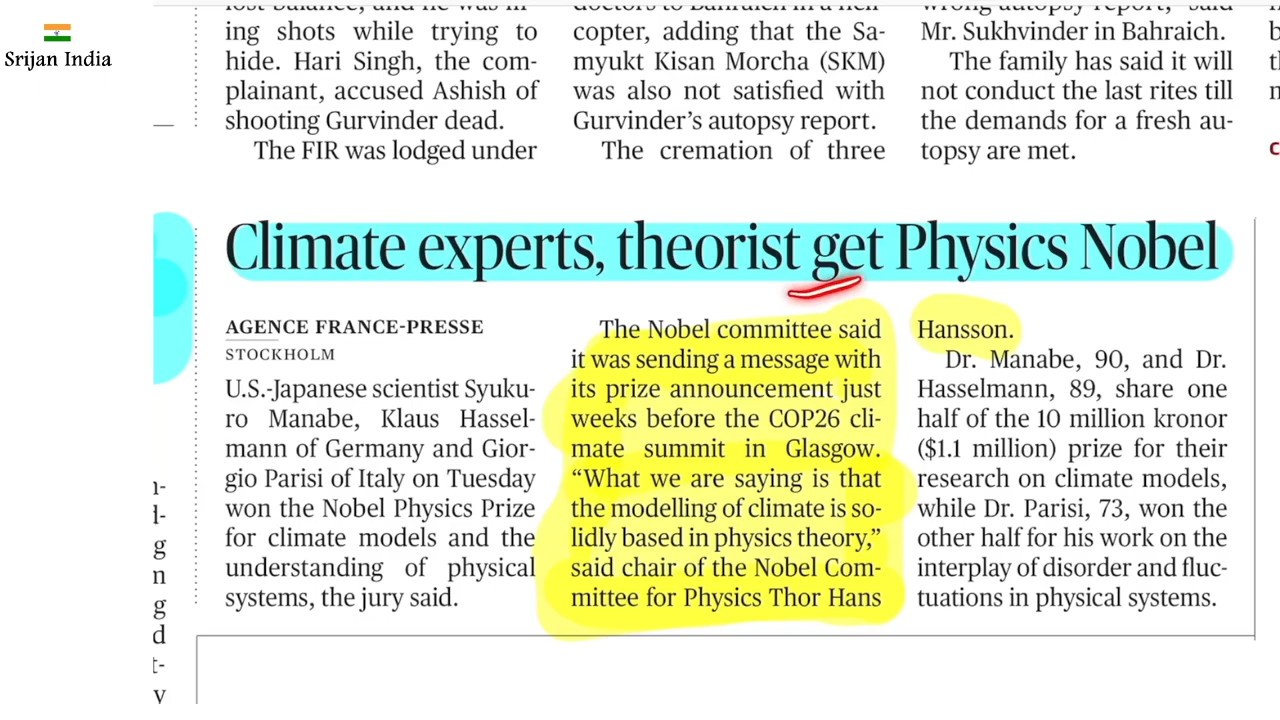 Srijan India
ing shots while trying to
hide. Hari Singh, the com-
plainant, accused Ashish of
shooting Gurvinder dead.
The FIR was lodged under
copter, adding that the Sa-
myukt Kisan Morcha (SKM)
was also not satisfied with
Gurvinder's autopsy report.
The cremation of three
Mr. Sukhvinder in Bahraich.
The family has said it will
not conduct the last rites till
the demands for a fresh au-
topsy are met.
Climate experts, theorist get Physics Nobel
AGENCE FRANCE-PRESSE
STOCKHOLM
U.S.-Japanese scientist Syuku-
ro Manabe, Klaus Hassel-
mann of Germany and Gior-
gio Parisi of Italy on Tuesday
won the Nobel Physics Prize
for climate models and the
understanding of physical
systems, the jury said.
The Nobel committee said
it was sending a message with
its prize announcement just
weeks before the COP26 cli-
mate summit in Glasgow.
“What we are saying is that
the modelling of climate is so-
lidly based in physics theory,”
said chair of the Nobel Com-
mittee for Physics Thor Hans
Hansson.
Dr. Manabe, 90, and Dr.
Hasselmann, 89, share one
half of the 10 million kronor
($1.1 million) prize for their
research on climate models,
while Dr. Parisi, 73, won the
other half for his work on the
interplay of disorder and fluc-
tuations in physical systems.